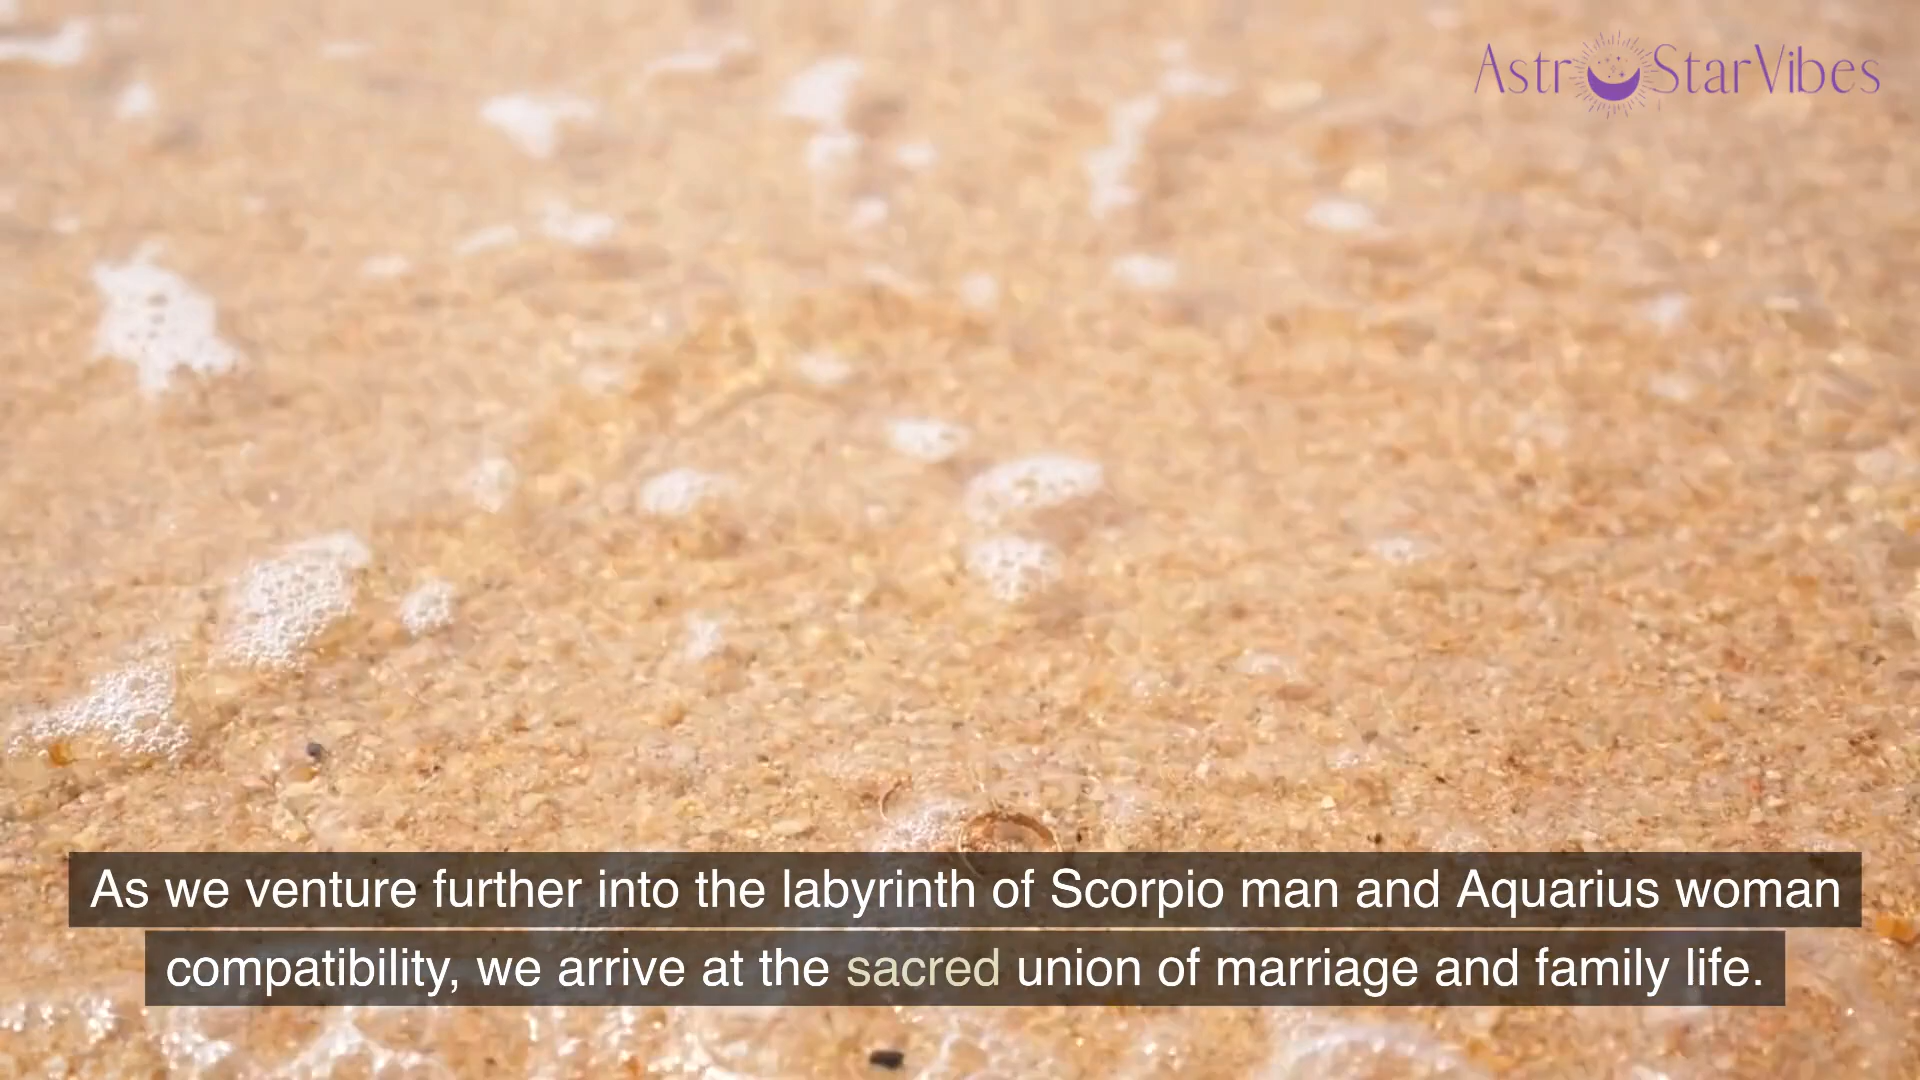 AstroStarVibes
As we venture further into the labyrinth of Scorpio man and Aquarius woman
compatibility, we arrive at the sacred union of marriage and family life.